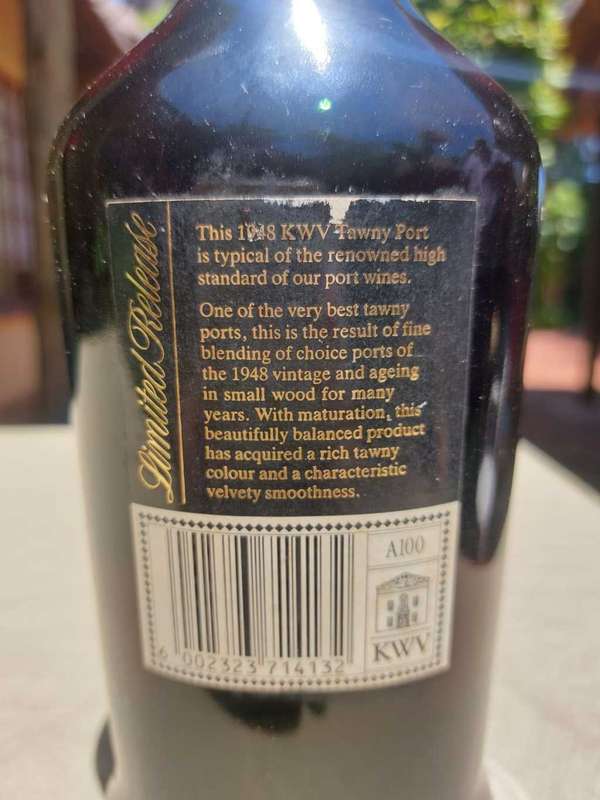 Limited Release
This 1948 KWV Tawny Port
is typical of the renowned high
standard of our port wines.
One of the very best tawny
ports, this is the result of fine
blending of choice ports of
the 1948 vintage and ageing
in small wood for many
years. With maturation, this
beautifully balanced product
has acquired a rich tawny
colour and a characteristic
velvety smoothness.
A100
KWV
6 002323 714132